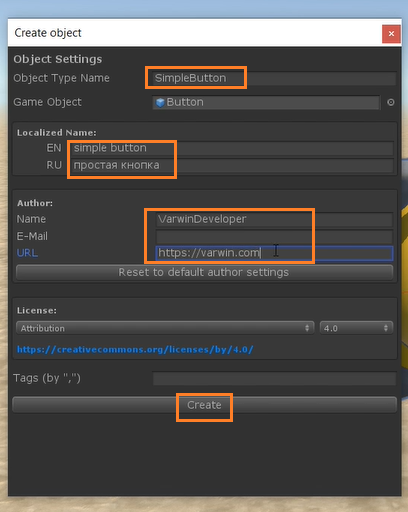 Create object
Object Settings
Object Type Name SimpleButton
Game Object Button
Localized Name:
EN simple button
RU простая кнопка
Author:
Name VarwinDeveloper
E-Mail
URL https://varwin.com
Reset to default author settings
License:
Attribution 4.0
https://creativecommons.org/licenses/by/4.0/
Tags (by ",")
Create